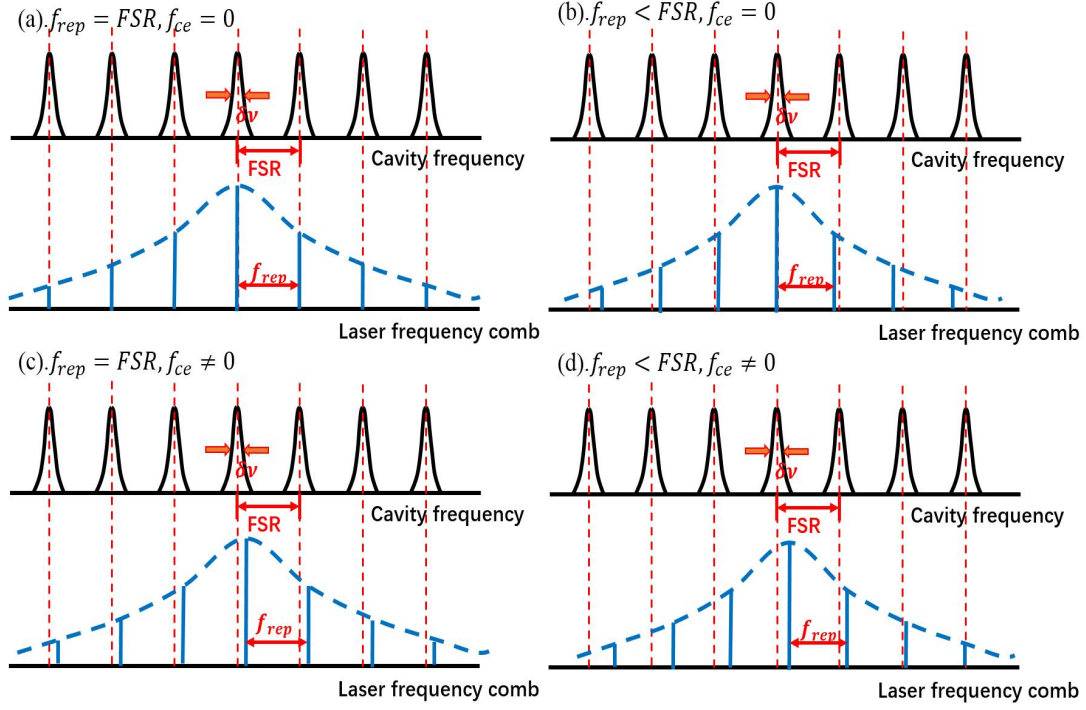 (a). f_rep = FSR, f_ce = 0
δν
FSR
Cavity frequency
f_rep
Laser frequency comb
(b). f_rep < FSR, f_ce = 0
δν
FSR
Cavity frequency
f_rep
Laser frequency comb
(c). f_rep = FSR, f_ce ≠ 0
δν
FSR
Cavity frequency
f_rep
Laser frequency comb
(d). f_rep < FSR, f_ce ≠ 0
δν
FSR
Cavity frequency
f_rep
Laser frequency comb